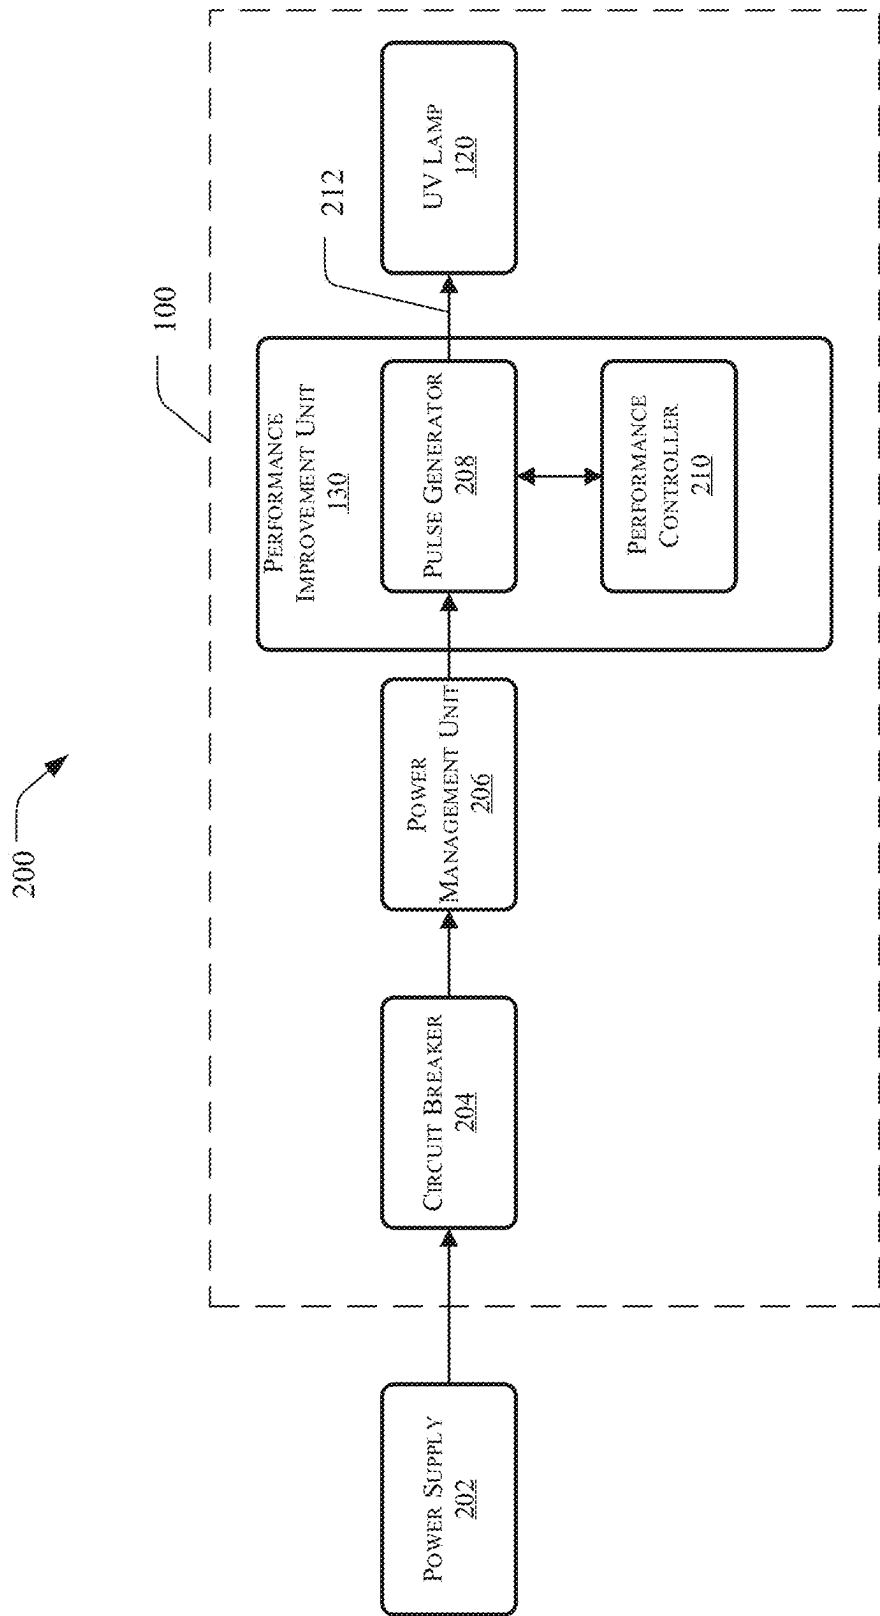 200
100
POWER SUPPLY
202
CIRCUIT BREAKER
204
POWER
MANAGEMENT UNIT
206
PERFORMANCE
IMPROVEMENT UNIT
130
PULSE GENERATOR
208
PERFORMANCE
CONTROLLER
210
212
UV LAMP
120